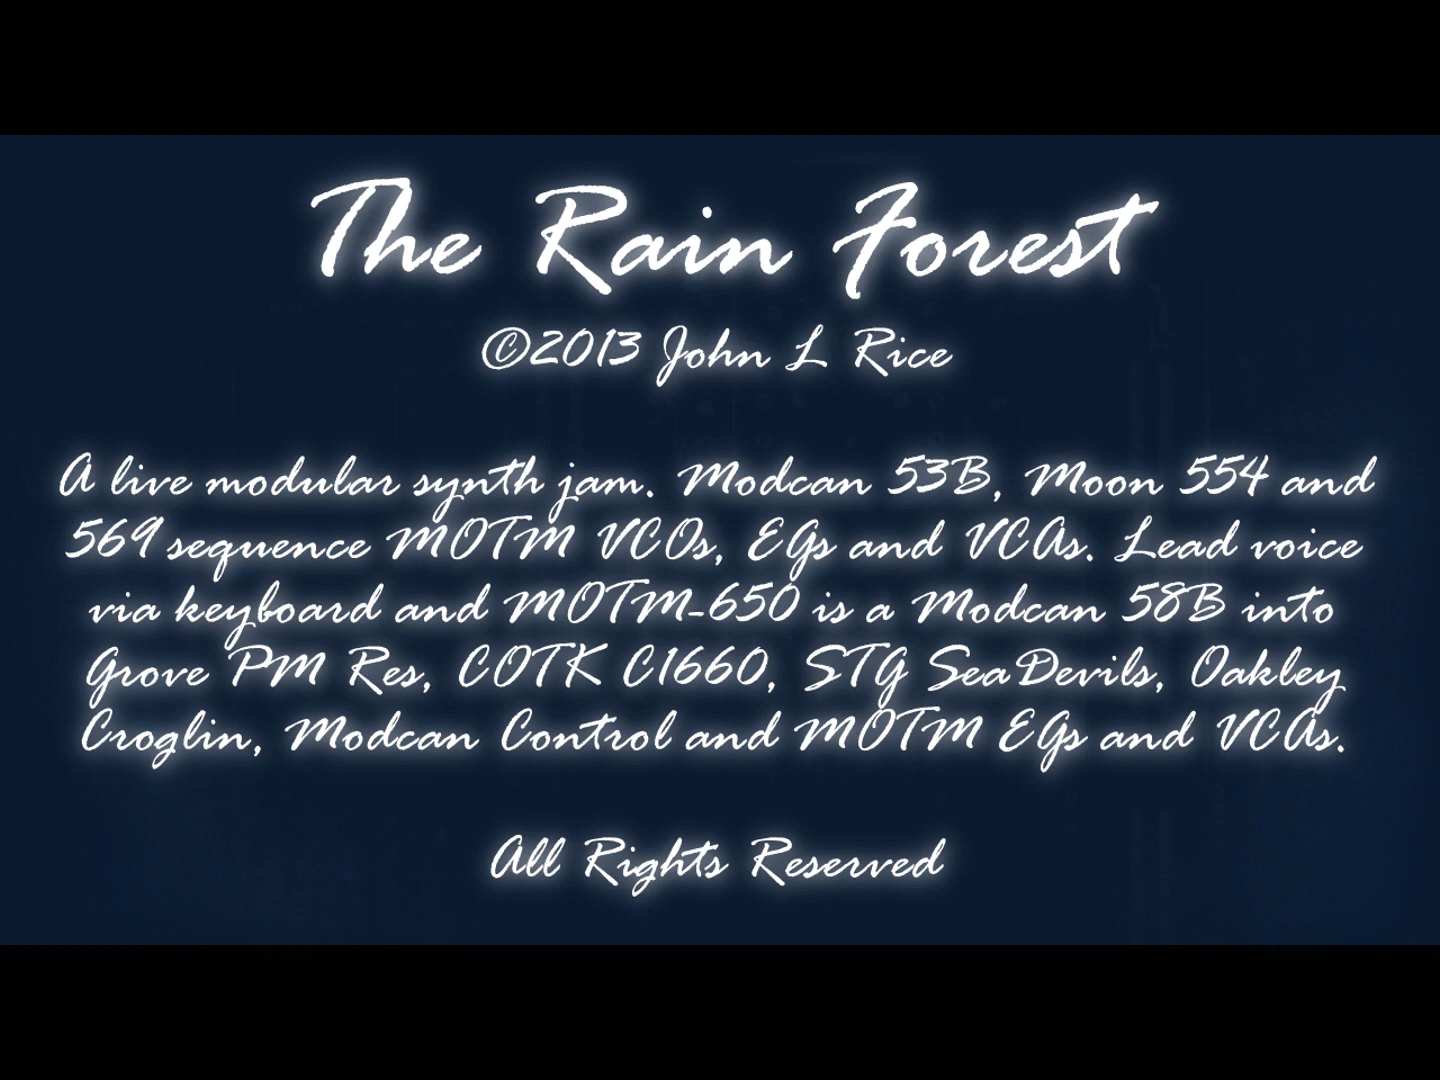 The Rain Forest
©2013 John L Rice
A live modular synth jam. Modcan 53B, Moon 554 and
569 sequence MOTM VCOs, EGs and VCAs. Lead voice
via keyboard and MOTM-650 is a Modcan 58B into
Grove PM Res, COTK C1660, STG SeaDevils, Oakley
Croglin, Modcan Control and MOTM EGs and VCAs.
All Rights Reserved